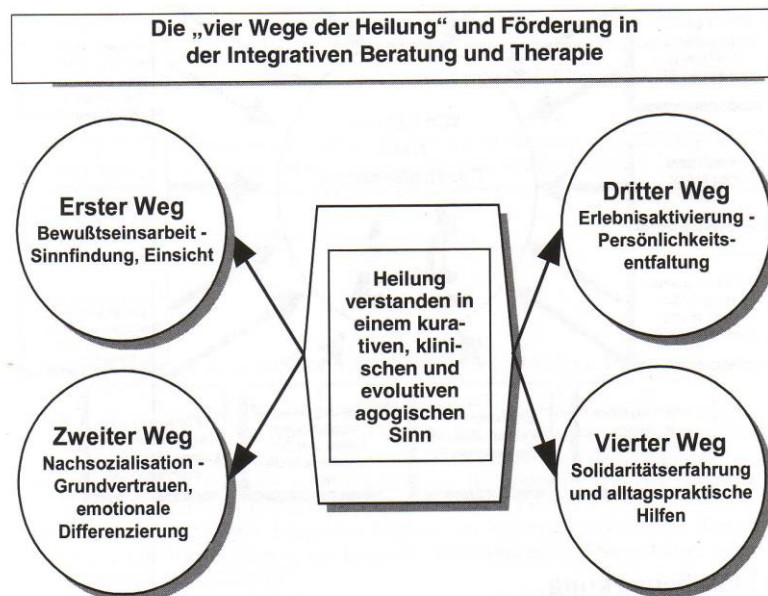 Die „vier Wege der Heilung“ und Förderung in
der Integrativen Beratung und Therapie
Erster Weg
Bewußtseinsarbeit -
Sinnfindung, Einsicht
Zweiter Weg
Nachsozialisation -
Grundvertrauen,
emotionale
Differenzierung
Heilung
verstanden in
einem kura-
tiven, klini-
schen und
evolutiven
agogischen
Sinn
Dritter Weg
Erlebnisaktivierung -
Persönlichkeits-
entfaltung
Vierter Weg
Solidaritätserfahrung
und alltagspraktische
Hilfen